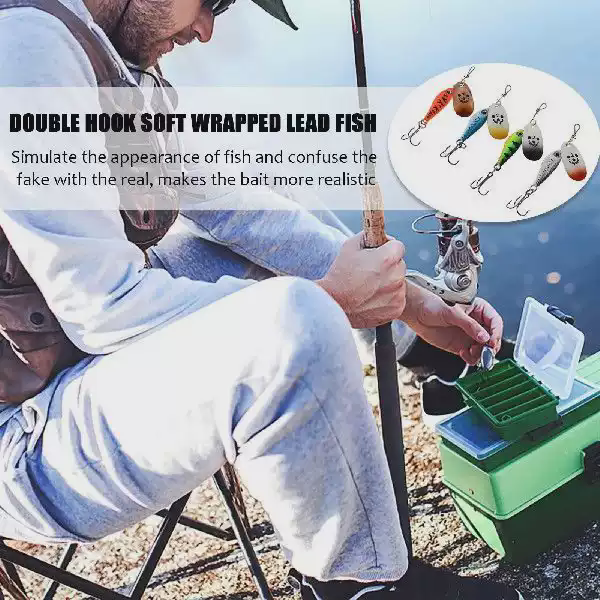 DOUBLE HOOK SOFT WRAPPED LEAD FISH
Simulate the appearance of fish and confuse the
fake with the real, makes the bait more realistic